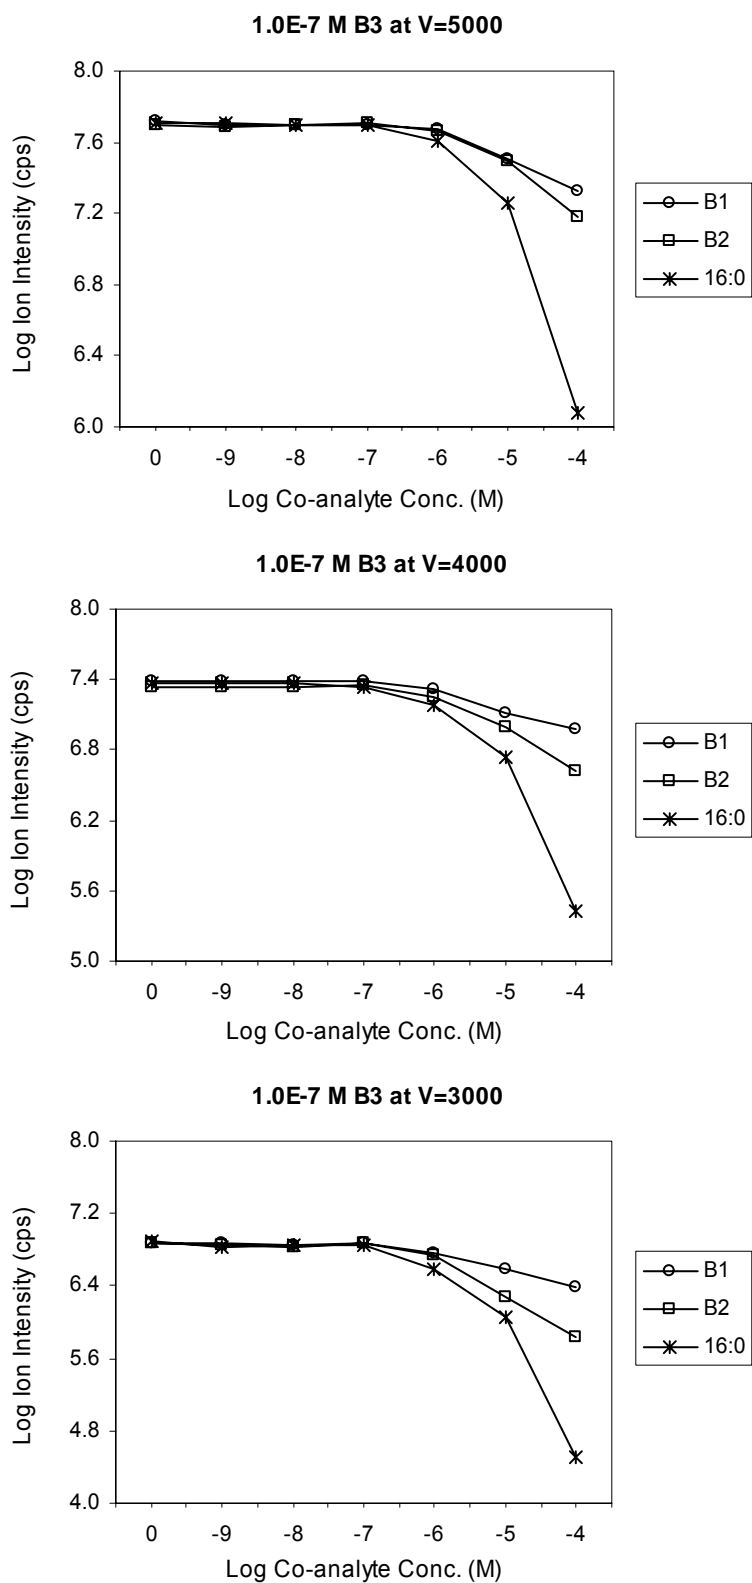 1.0E-7 M B3 at V=5000
8.0
7.6
7.2
6.8
6.4
6.0
Log Ion Intensity (cps)
0 -9 -8 -7 -6 -5 -4
Log Co-analyte Conc. (M)
B1
B2
16:0
1.0E-7 M B3 at V=4000
8.0
7.4
6.8
6.2
5.6
5.0
Log Ion Intensity (cps)
0 -9 -8 -7 -6 -5 -4
Log Co-analyte Conc. (M)
B1
B2
16:0
1.0E-7 M B3 at V=3000
8.0
7.2
6.4
5.6
4.8
4.0
Log Ion Intensity (cps)
0 -9 -8 -7 -6 -5 -4
Log Co-analyte Conc. (M)
B1
B2
16:0